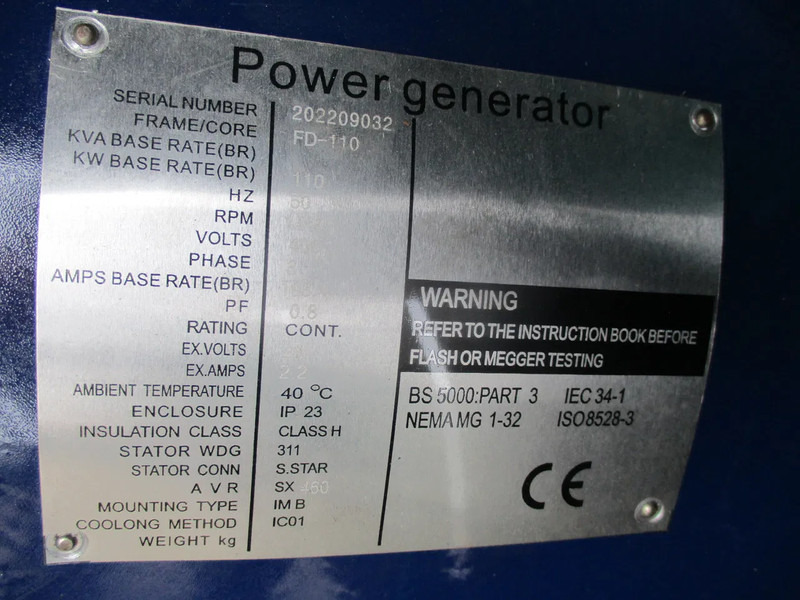 Power generator
SERIAL NUMBER 202209032
FRAME/CORE FD-110
KVA BASE RATE(BR)
KW BASE RATE(BR) 110
HZ
RPM
VOLTS
PHASE
AMPS BASE RATE(BR)
PF 0.8
RATING CONT.
EX.VOLTS
EX.AMPS 2.2
AMBIENT TEMPERATURE 40 °C
ENCLOSURE IP 23
INSULATION CLASS CLASS H
STATOR WDG 311
STATOR CONN S.STAR
A V R SX 460
MOUNTING TYPE IM B
COOLONG METHOD IC01
WEIGHT kg
WARNING
REFER TO THE INSTRUCTION BOOK BEFORE
FLASH OR MEGGER TESTING
BS 5000:PART 3 IEC 34-1
NEMA MG 1-32 ISO8528-3
CE